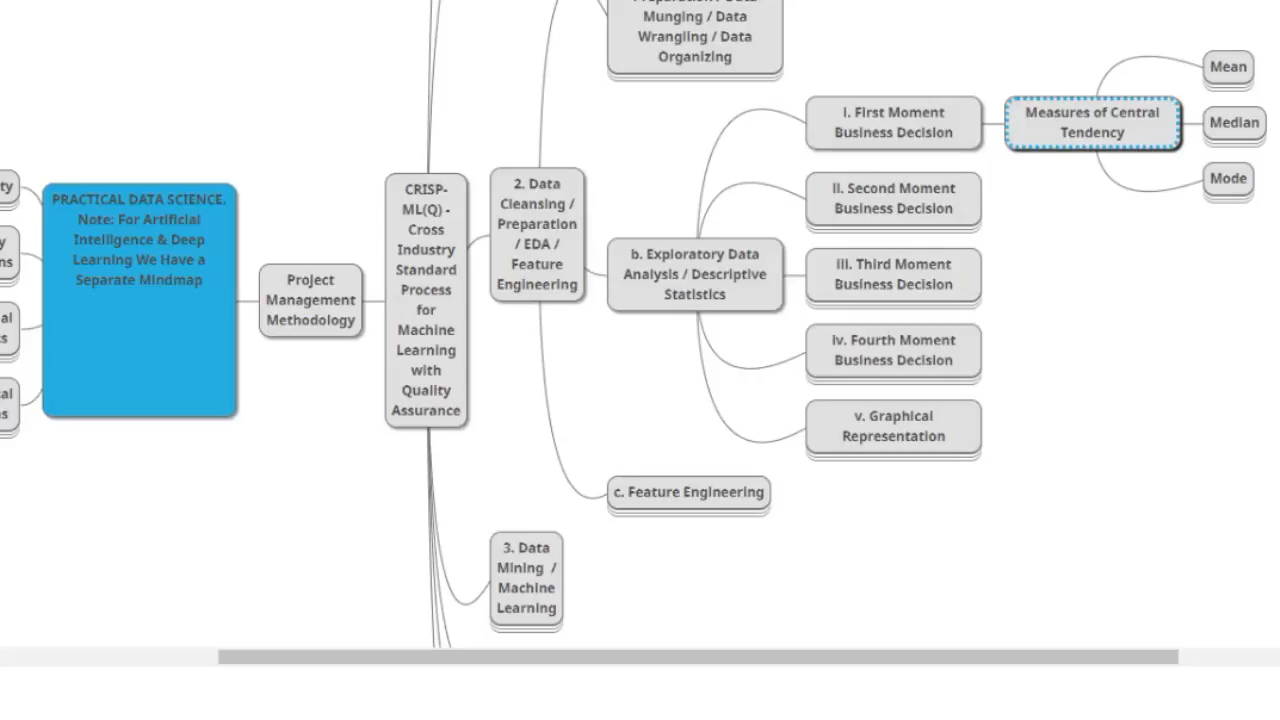 Munging / Data
Wrangling / Data
Organizing
Mean
i. First Moment
Business Decision
Measures of Central
Tendency
Median
Mode
ii. Second Moment
Business Decision
ty
PRACTICAL DATA SCIENCE.
Note: For Artificial
Intelligence & Deep
Learning We Have a
Separate Mindmap
y
ns
al
s
cal
s
Project
Management
Methodology
CRISP-
ML(Q) -
Cross
Industry
Standard
Process
for
Machine
Learning
with
Quality
Assurance
2. Data
Cleansing /
Preparation
/ EDA /
Feature
Engineering
b. Exploratory Data
Analysis / Descriptive
Statistics
iii. Third Moment
Business Decision
iv. Fourth Moment
Business Decision
v. Graphical
Representation
c. Feature Engineering
3. Data
Mining /
Machine
Learning